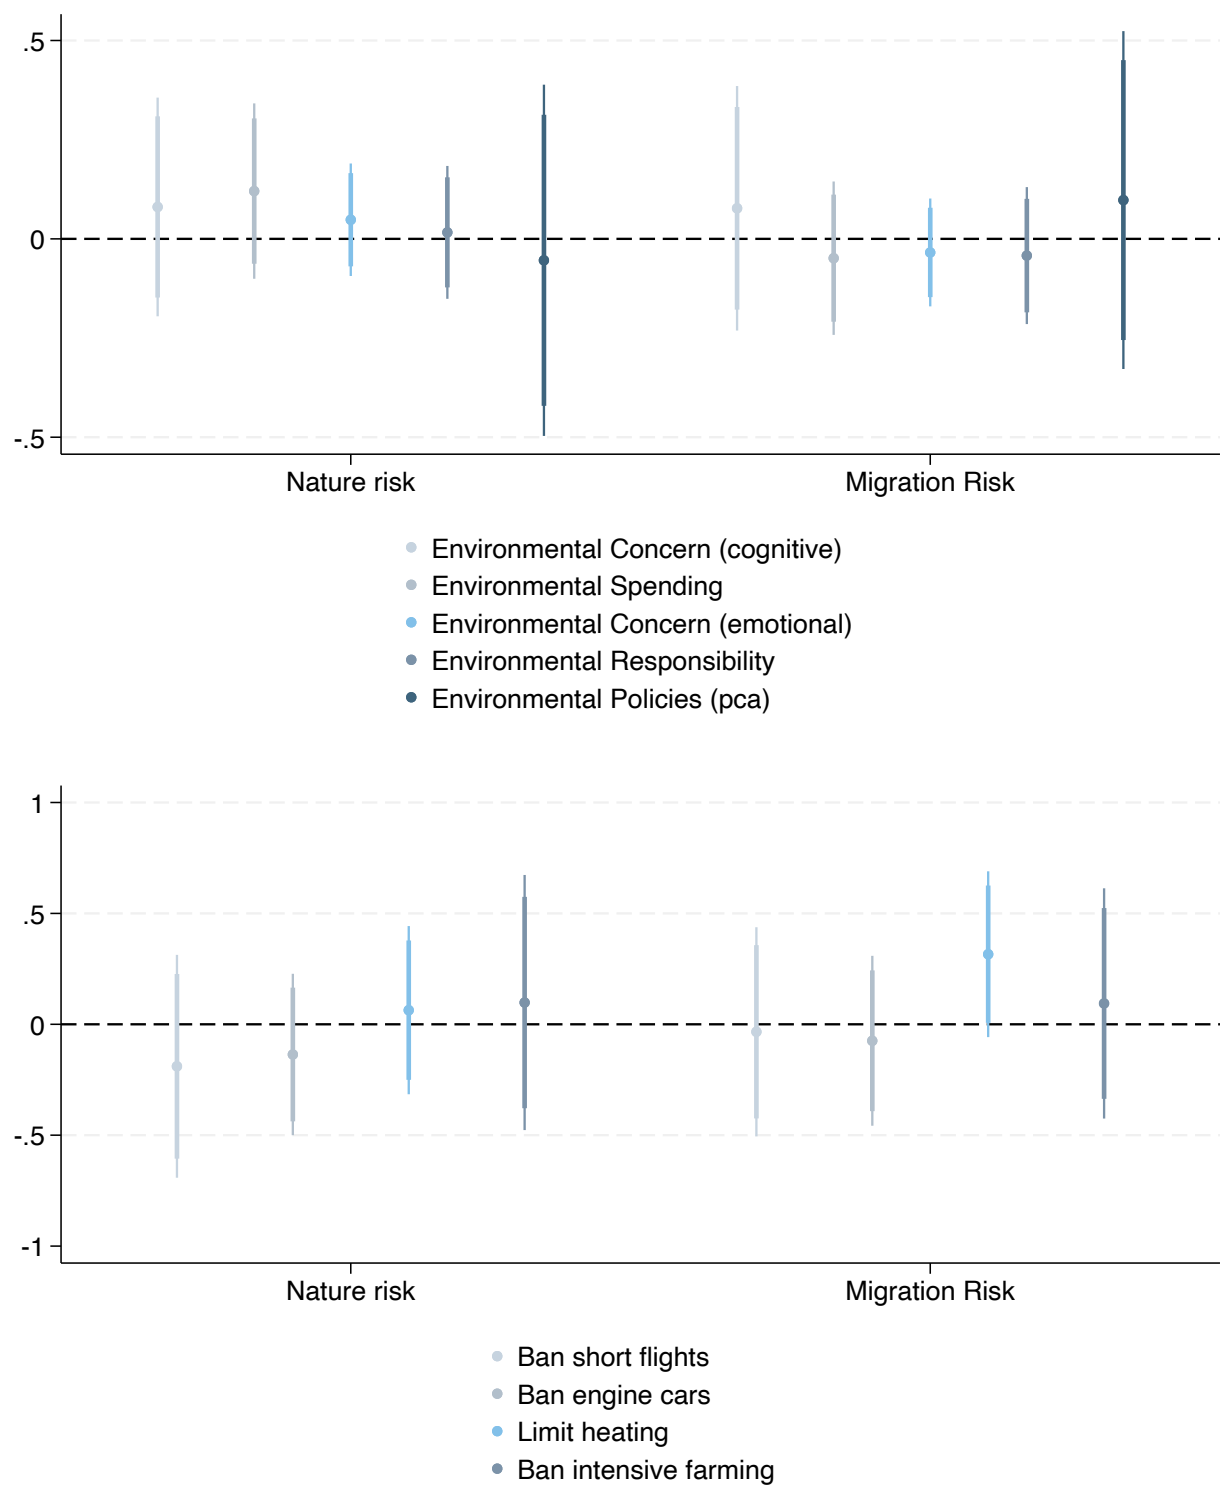 .5
0
-.5
Nature risk
Migration Risk
Environmental Concern (cognitive)
Environmental Spending
Environmental Concern (emotional)
Environmental Responsibility
Environmental Policies (pca)
1
.5
0
-.5
-1
Nature risk
Migration Risk
Ban short flights
Ban engine cars
Limit heating
Ban intensive farming